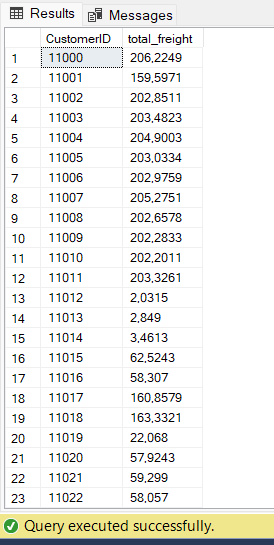 Results Messages
CustomerID total_freight
1 11000 206,2249
2 11001 159,5971
3 11002 202,8511
4 11003 203,4823
5 11004 204,9003
6 11005 203,0334
7 11006 202,9759
8 11007 205,2751
9 11008 202,6578
10 11009 202,2833
11 11010 202,2011
12 11011 203,3261
13 11012 2,0315
14 11013 2,849
15 11014 3,4613
16 11015 62,5243
17 11016 58,307
18 11017 160,8579
19 11018 163,3321
20 11019 22,068
21 11020 57,9243
22 11021 59,299
23 11022 58,057
Query executed successfully.